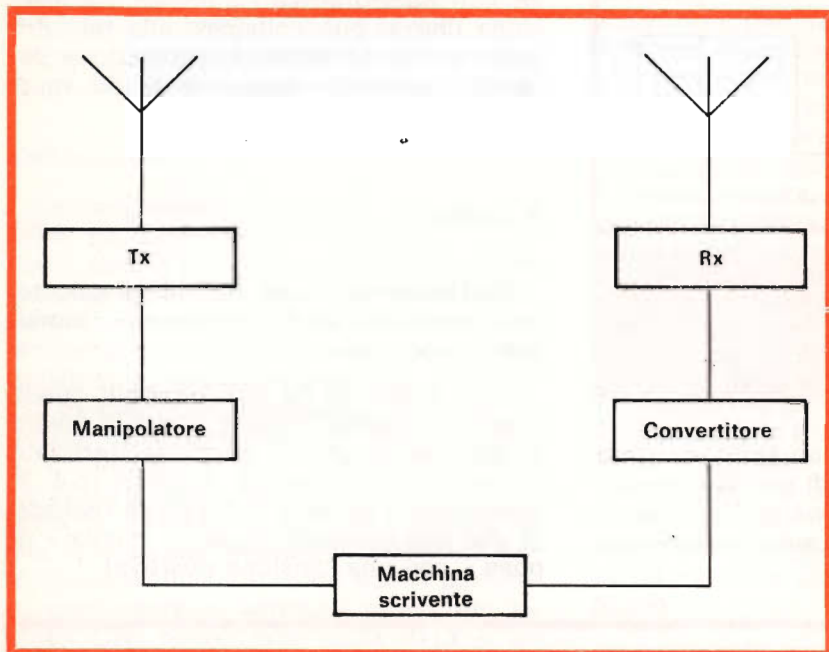 Tx
Rx
Manipolatore
Convertitore
Macchina
scrivente